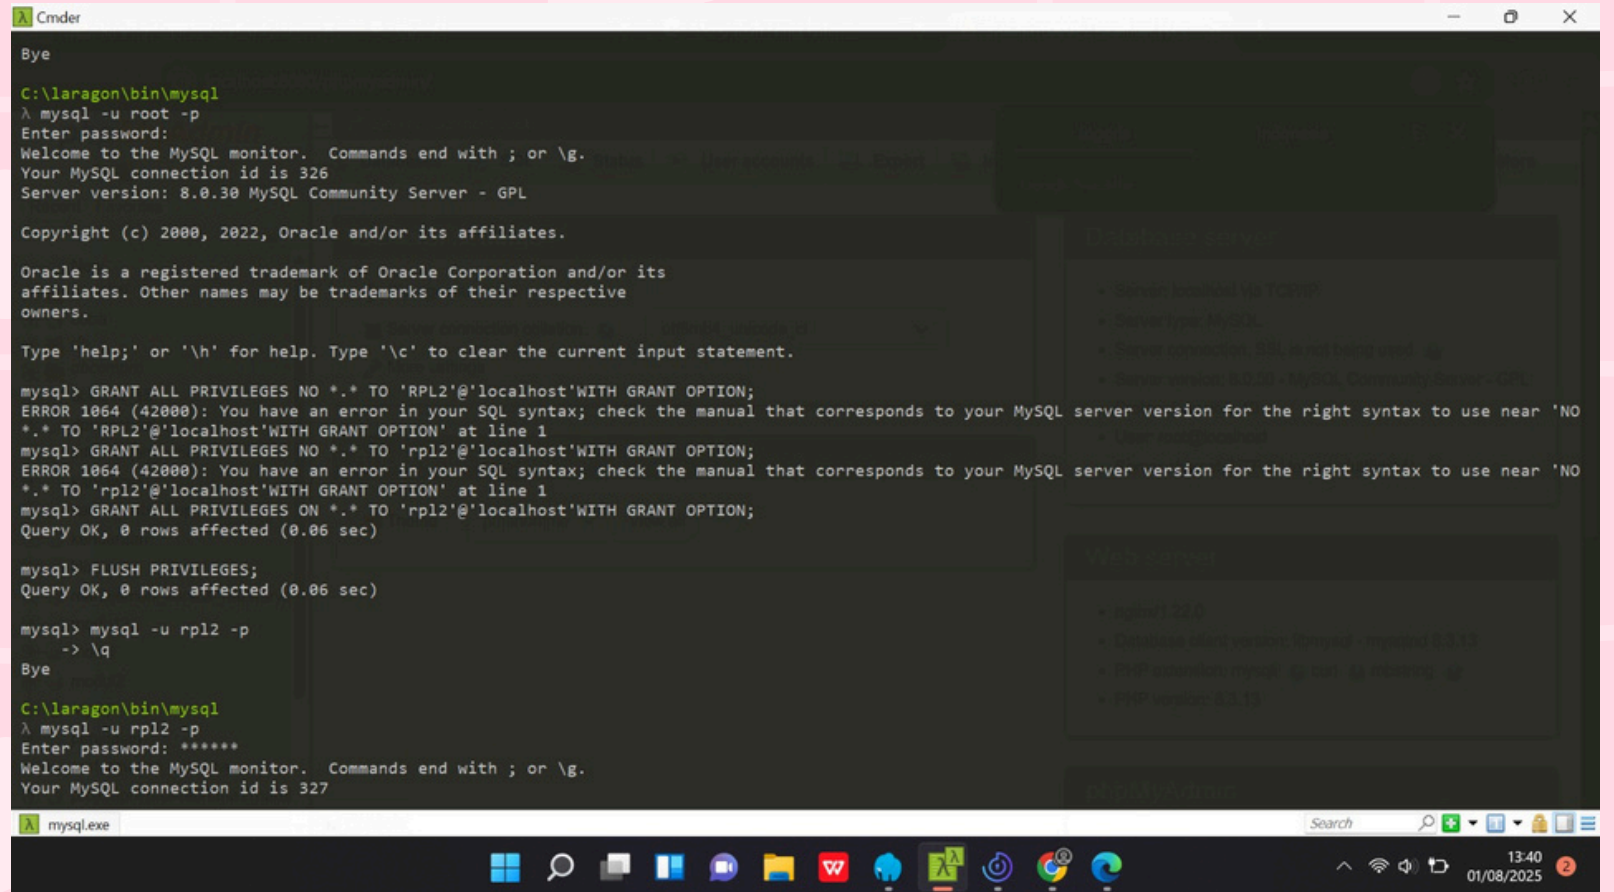 Cmder
Bye
C:\laragon\bin\mysql
λ mysql -u root -p
Enter password:
Welcome to the MySQL monitor.  Commands end with ; or \g.
Your MySQL connection id is 326
Server version: 8.0.30 MySQL Community Server - GPL
Copyright (c) 2000, 2022, Oracle and/or its affiliates.
Oracle is a registered trademark of Oracle Corporation and/or its
affiliates. Other names may be trademarks of their respective
owners.
Type 'help;' or '\h' for help. Type '\c' to clear the current input statement.
mysql> GRANT ALL PRIVILEGES NO *.* TO 'RPL2'@'localhost'WITH GRANT OPTION;
ERROR 1064 (42000): You have an error in your SQL syntax; check the manual that corresponds to your MySQL server version for the right syntax to use near 'NO
*.* TO 'RPL2'@'localhost'WITH GRANT OPTION' at line 1
mysql> GRANT ALL PRIVILEGES NO *.* TO 'rpl2'@'localhost'WITH GRANT OPTION;
ERROR 1064 (42000): You have an error in your SQL syntax; check the manual that corresponds to your MySQL server version for the right syntax to use near 'NO
*.* TO 'rpl2'@'localhost'WITH GRANT OPTION' at line 1
mysql> GRANT ALL PRIVILEGES ON *.* TO 'rpl2'@'localhost'WITH GRANT OPTION;
Query OK, 0 rows affected (0.06 sec)
mysql> FLUSH PRIVILEGES;
Query OK, 0 rows affected (0.06 sec)
mysql> mysql -u rpl2 -p
    -> \q
Bye
C:\laragon\bin\mysql
λ mysql -u rpl2 -p
Enter password: ******
Welcome to the MySQL monitor.  Commands end with ; or \g.
Your MySQL connection id is 327
Database server
Web server
phpMyAdmin
mysql.exe
Search
13:40
01/08/2025
2